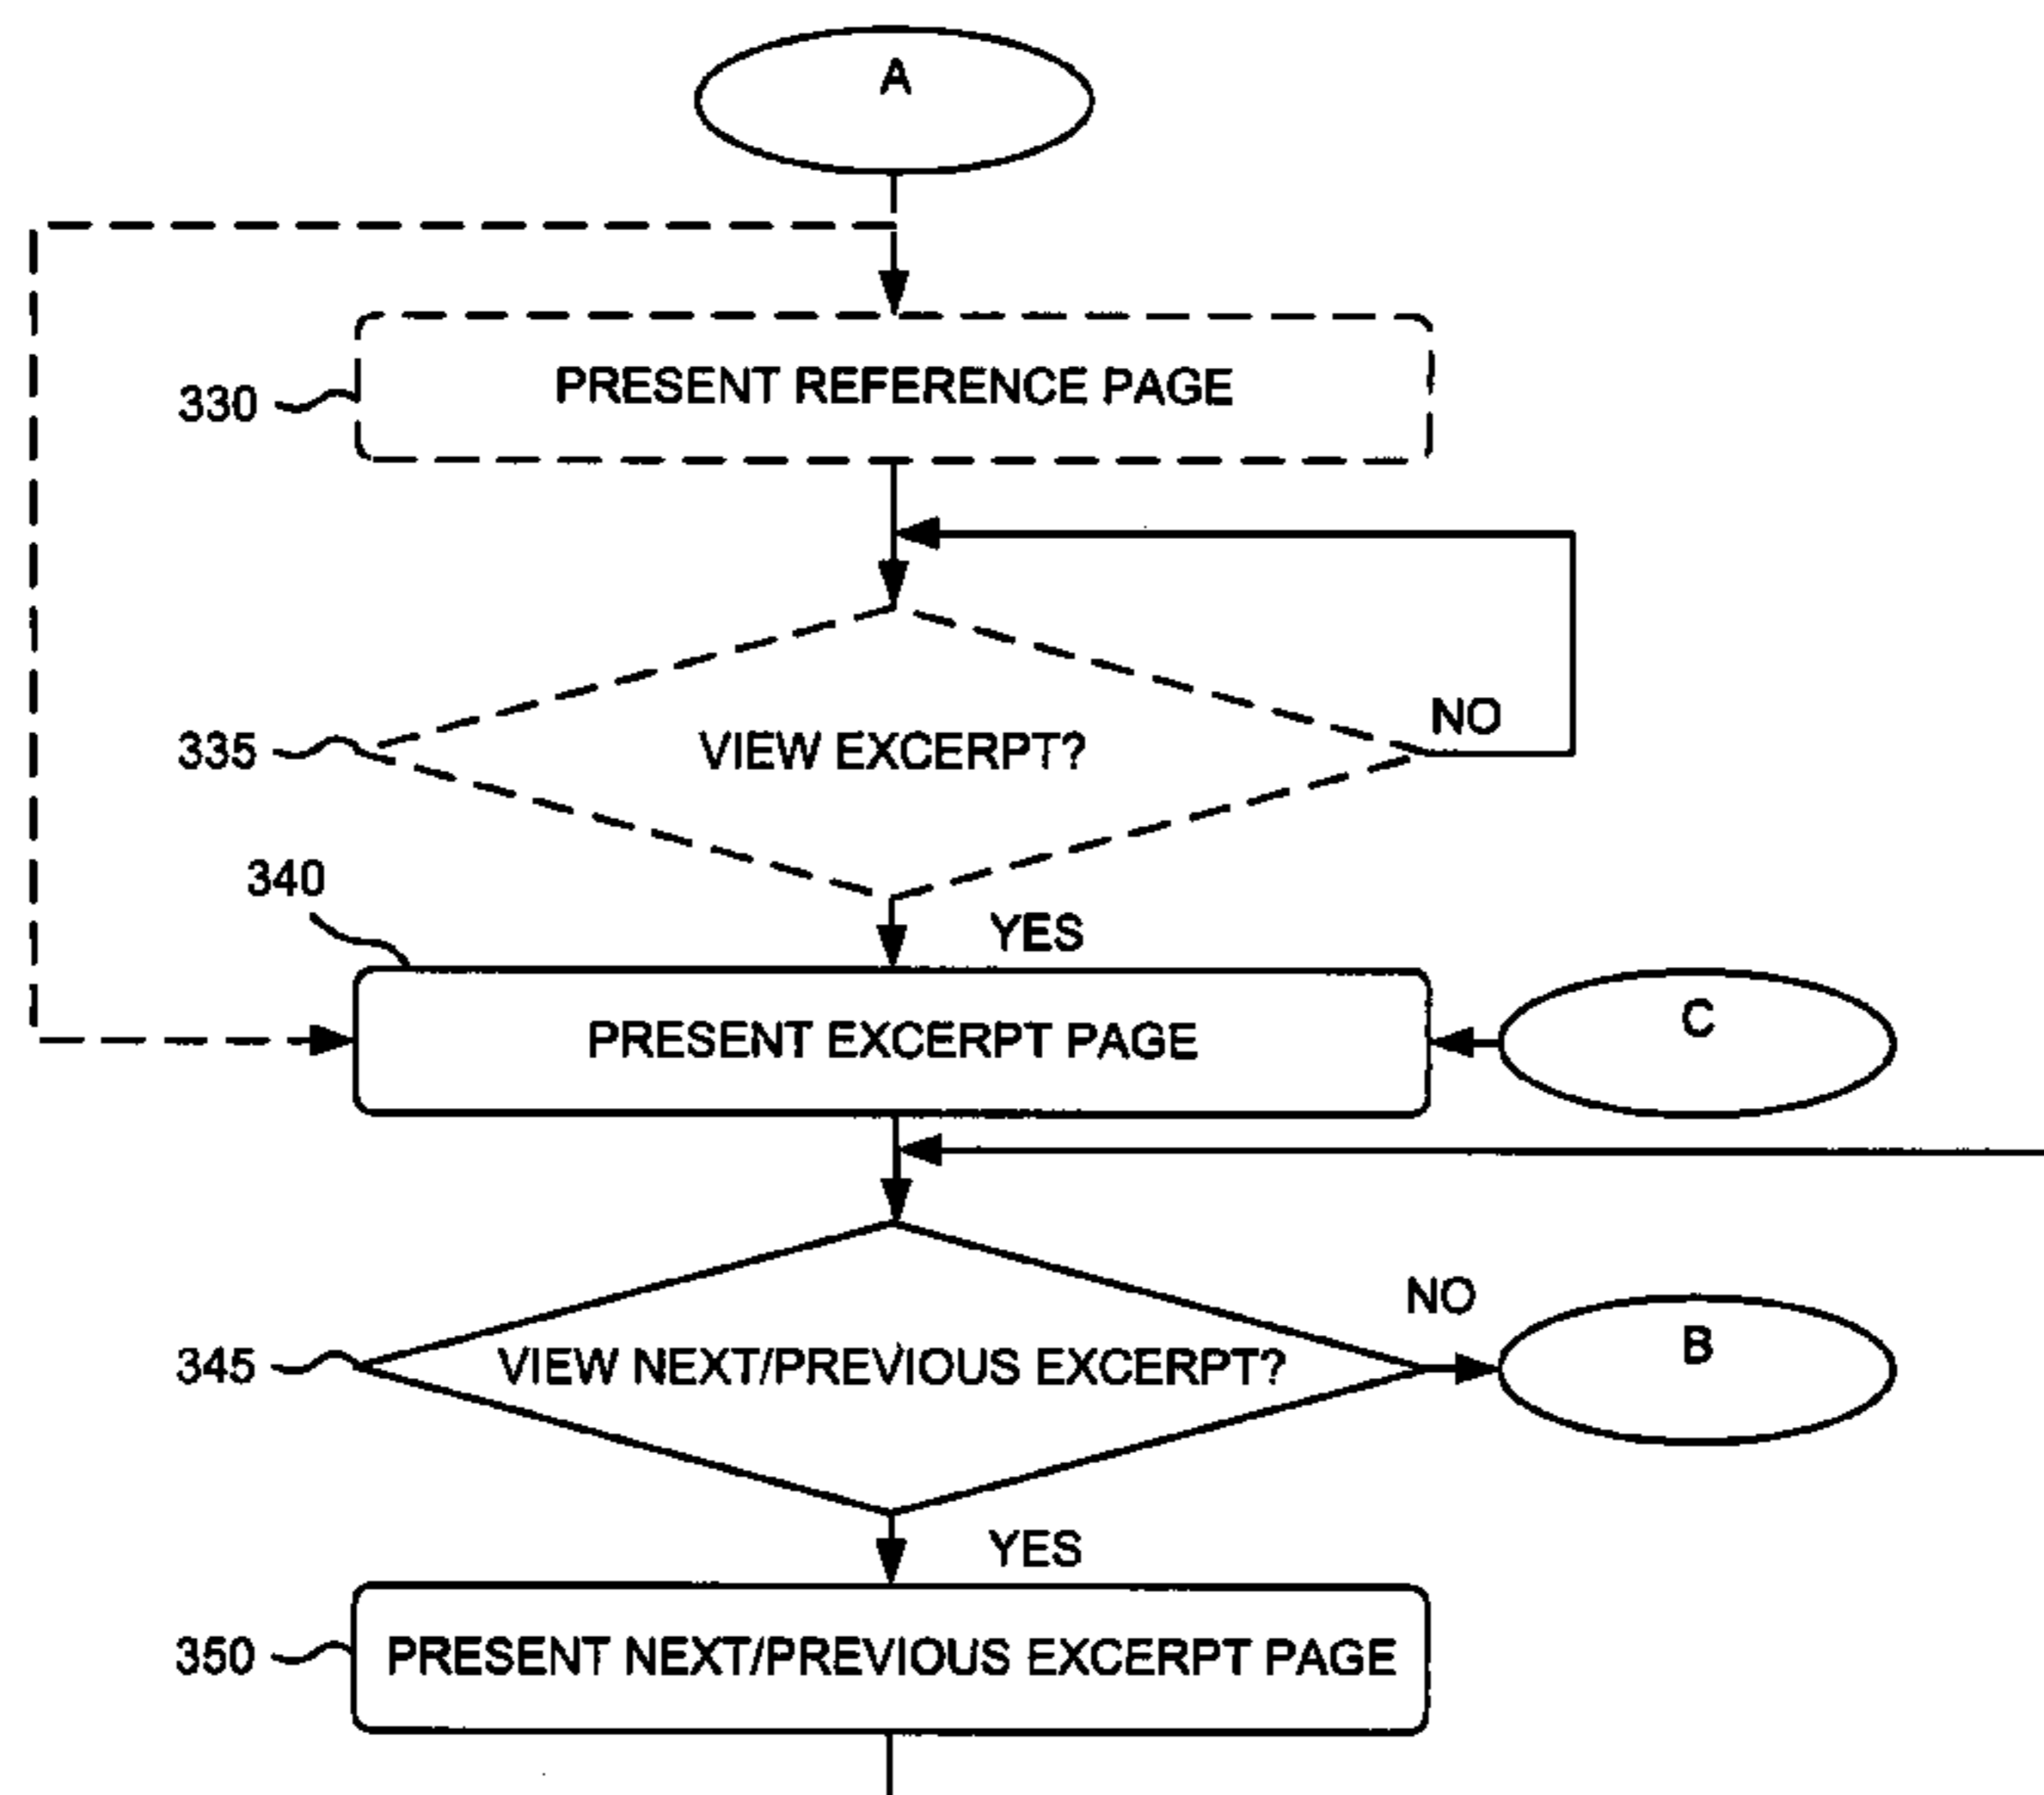 A
PRESENT REFERENCE PAGE
330
NO
335
VIEW EXCERPT?
340
YES
PRESENT EXCERPT PAGE
C
NO
345
VIEW NEXT/PREVIOUS EXCERPT?
B
YES
350
PRESENT NEXT/PREVIOUS EXCERPT PAGE